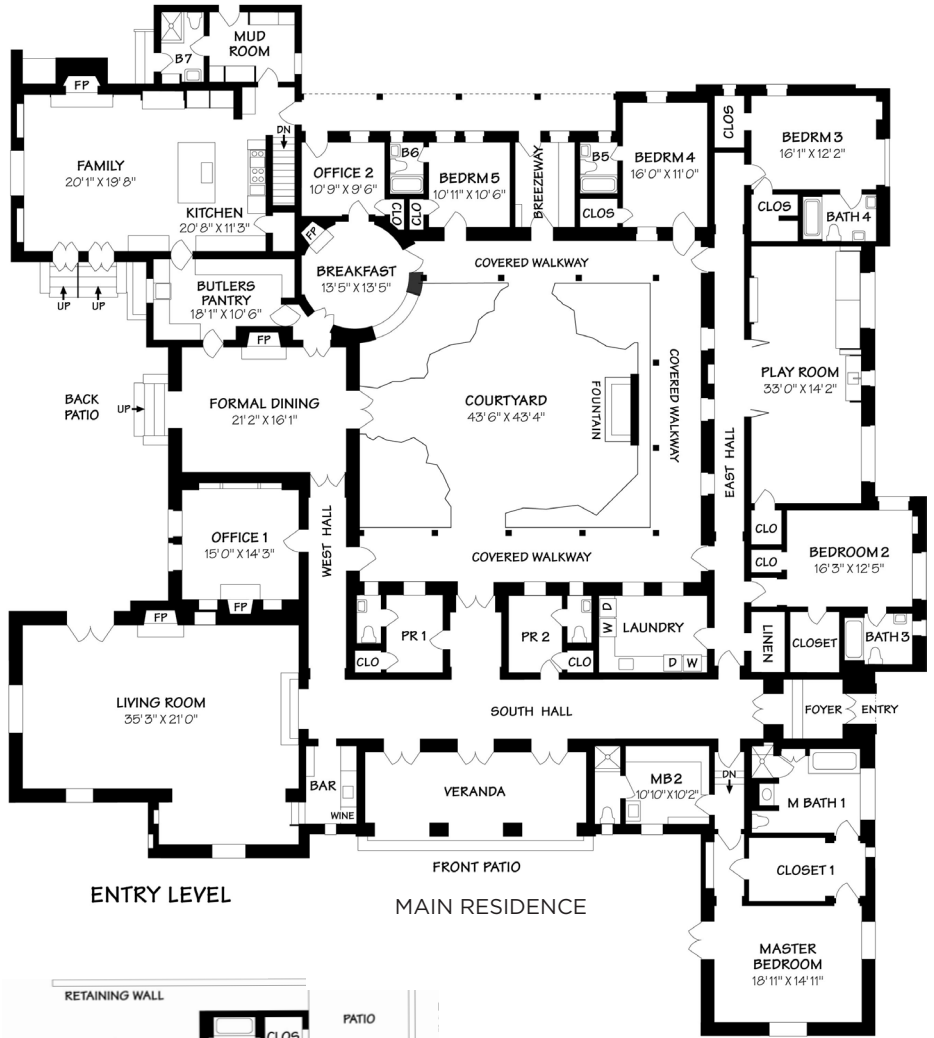 MUD
ROOM
B7
FP
FAMILY
20'1" X 19'8"
DN
KITCHEN
20'8" X 11'3"
OFFICE 2
10'9" X 9'6"
B6
BEDRM 5
10'11" X 10'6"
CLO
CLO
BREEZEWAY
B5
BEDRM 4
16'0" X 11'0"
CLOS
CLOS
BEDRM 3
16'1" X 12'2"
CLOS
BATH 4
FP
BREAKFAST
13'5" X 13'5"
COVERED WALKWAY
UP
UP
BUTLERS
PANTRY
18'1" X 10'6"
FP
BACK
PATIO
UP
FORMAL DINING
21'2" X 16'1"
COURTYARD
43'6" X 43'4"
FOUNTAIN
COVERED WALKWAY
EAST HALL
PLAY ROOM
33'0" X 14'2"
OFFICE 1
15'0" X 14'3"
WEST HALL
COVERED WALKWAY
CLO
CLO
BEDROOM 2
16'3" X 12'5"
FP
FP
PR 1
CLO
PR 2
CLO
D
W
LAUNDRY
D
W
LINEN
CLOSET
BATH 3
LIVING ROOM
35'3" X 21'0"
SOUTH HALL
FOYER
ENTRY
BAR
WINE
VERANDA
MB2
10'10" X 10'2"
DN
M BATH 1
FRONT PATIO
CLOSET 1
ENTRY LEVEL
MAIN RESIDENCE
MASTER
BEDROOM
18'11" X 14'11"
RETAINING WALL
PATIO
CLOS